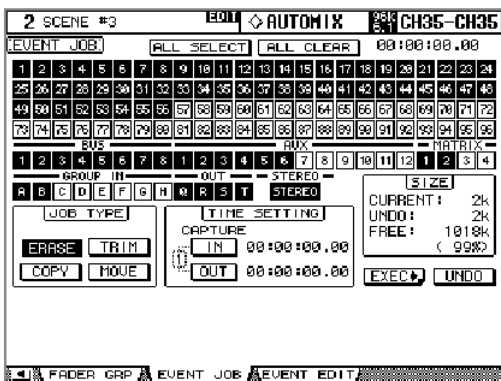 2 SCENE #3 EDIT AUTOMIX 96k 5.1 CH35-CH35
EVENT JOB ALL SELECT ALL CLEAR 00:00:00.00
1 2 3 4 5 6 7 8 9 10 11 12 13 14 15 16 17 18 19 20 21 22 23 24
25 26 27 28 29 30 31 32 33 34 35 36 37 38 39 40 41 42 43 44 45 46 47 48
49 50 51 52 53 54 55 56 57 58 59 60 61 62 63 64 65 66 67 68 69 70 71 72
73 74 75 76 77 78 79 80 81 82 83 84 85 86 87 88 89 90 91 92 93 94 95 96
BUS AUX MATRIX
1 2 3 4 5 6 7 8 1 2 3 4 5 6 7 8 9 10 11 12 1 2 3 4
GROUP IN OUT STEREO
A B C D E F G H Q R S T STEREO
SIZE
CURRENT: 2k
UNDO: 2k
FREE: 1018k
( 99%)
JOB TYPE
ERASE TRIM
COPY MOVE
TIME SETTING
CAPTURE
1
IN 00:00:00.00
OUT 00:00:00.00
EXEC UNDO
FADER GRP EVENT JOB EVENT EDIT